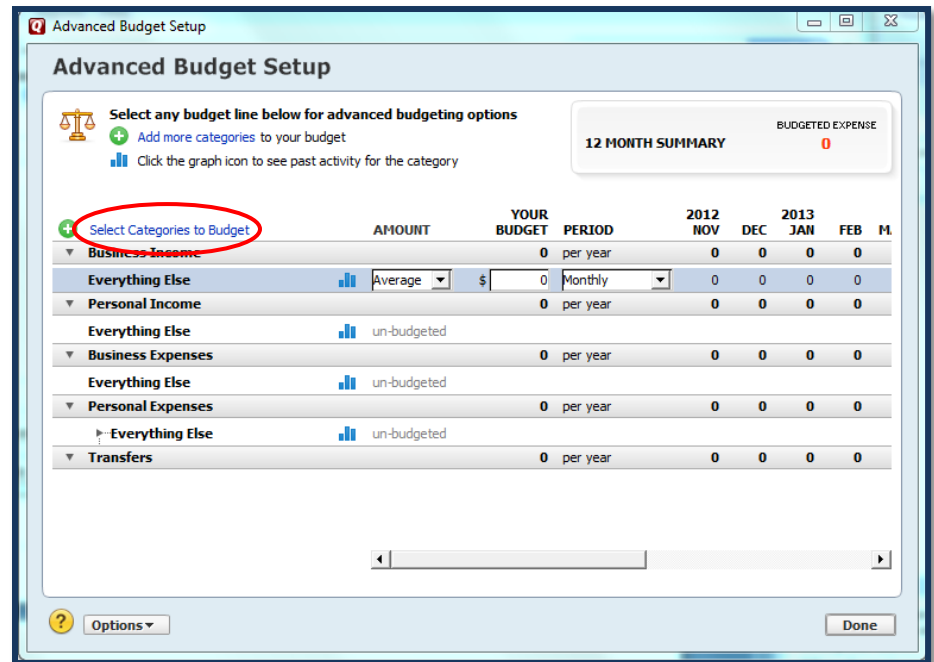 Advanced Budget Setup
Advanced Budget Setup
Select any budget line below for advanced budgeting options
Add more categories to your budget
Click the graph icon to see past activity for the category
12 MONTH SUMMARY
BUDGETED EXPENSE
0
Select Categories to Budget AMOUNT YOUR BUDGET PERIOD 2012 NOV DEC 2013 JAN FEB
Business Income 0 per year 0 0 0 0
Everything Else Average $ 0 Monthly 0 0 0 0
Personal Income 0 per year 0 0 0 0
Everything Else un-budgeted
Business Expenses 0 per year 0 0 0 0
Everything Else un-budgeted
Personal Expenses 0 per year 0 0 0 0
Everything Else un-budgeted
Transfers 0 per year 0 0 0 0
? Options Done